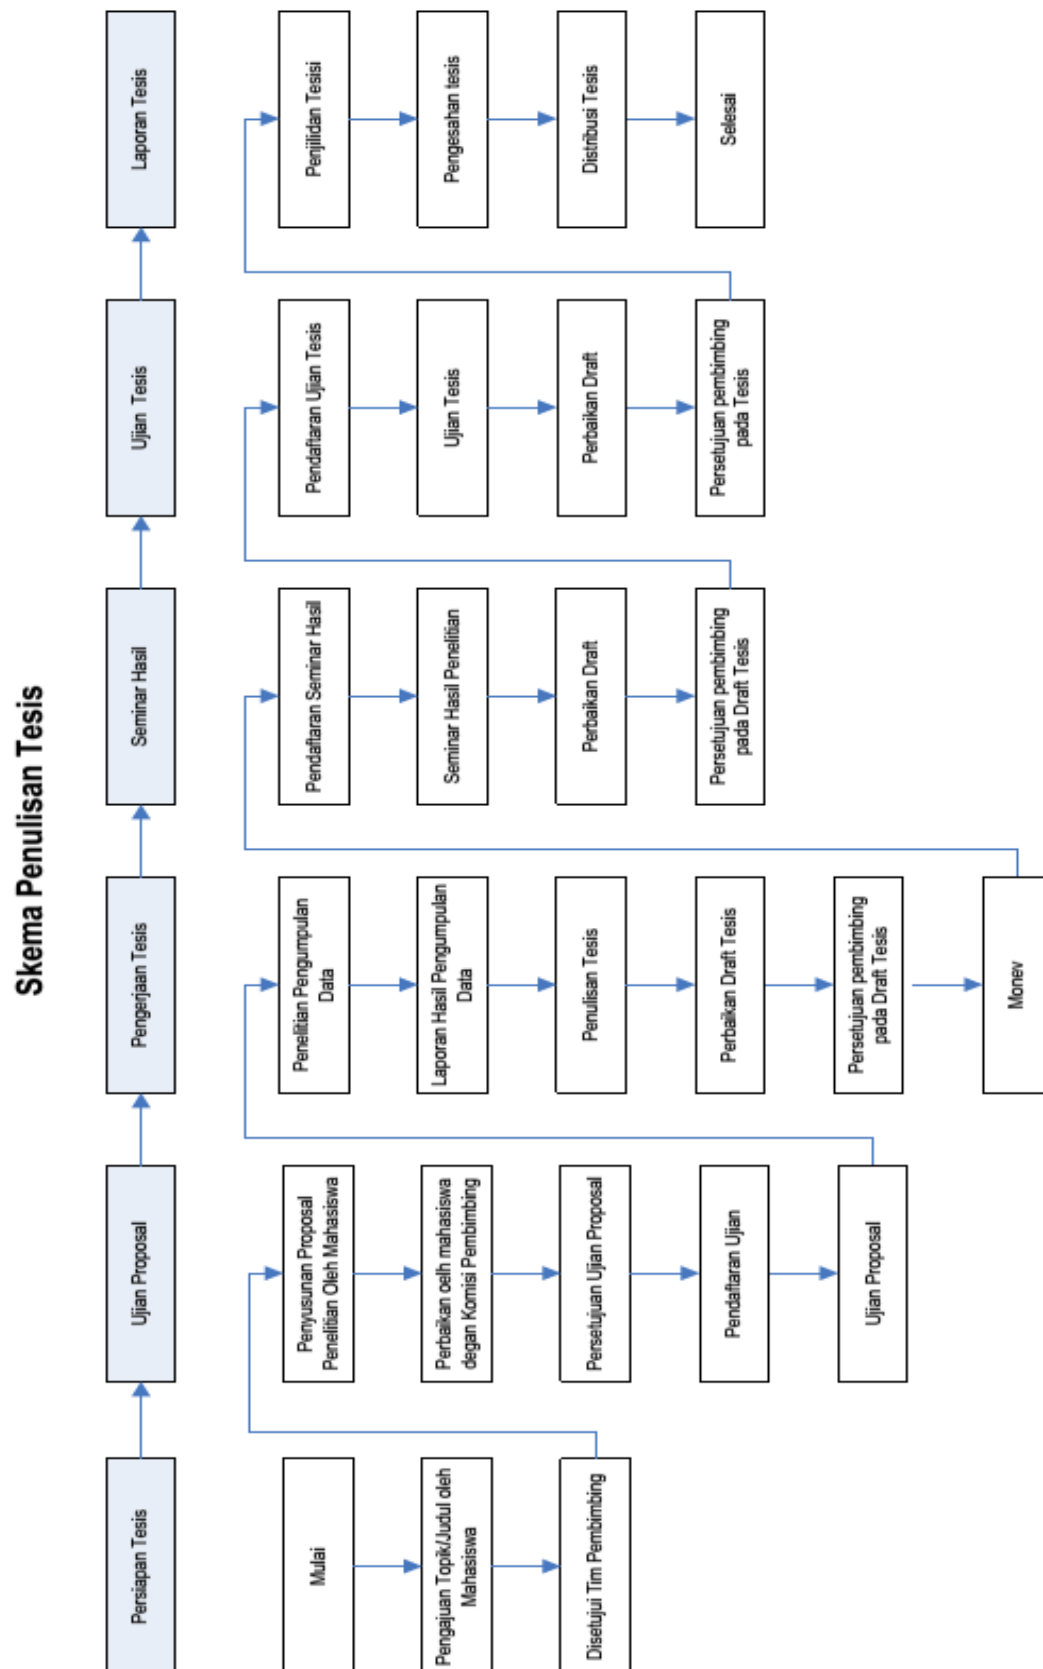 Skema Penulisan Tesis
Persiapan Tesis
Ujian Proposal
Pengerjaan Tesis
Seminar Hasil
Ujian Tesis
Laporan Tesis
Mulai
Pengajuan Topik/Judul oleh
Mahasiswa
Disetujui Tim Pembimbing
Penyusunan Proposal
Penelitian Oleh Mahasiswa
Perbaikan oelh mahasiswa
degan Komisi Pembimbing
Persetujuan Ujian Proposal
Pendaftaran Ujian
Ujian Proposal
Penelitian Pengumpulan
Data
Laporan Hasil Pengumpulan
Data
Penulisan Tesis
Perbaikan Draft Tesis
Persetujuan pembimbing
pada Draft Tesis
Monev
Pendaftaran Seminar Hasil
Seminar Hasil Penelitian
Perbaikan Draft
Persetujuan pembimbing
pada Draft Tesis
Pendaftaran Ujian Tesis
Ujian Tesis
Perbaikan Draft
Persetujuan pembimbing
pada Tesis
Penjilidan Tesisi
Pengesahan tesis
Distribusi Tesis
Selesai